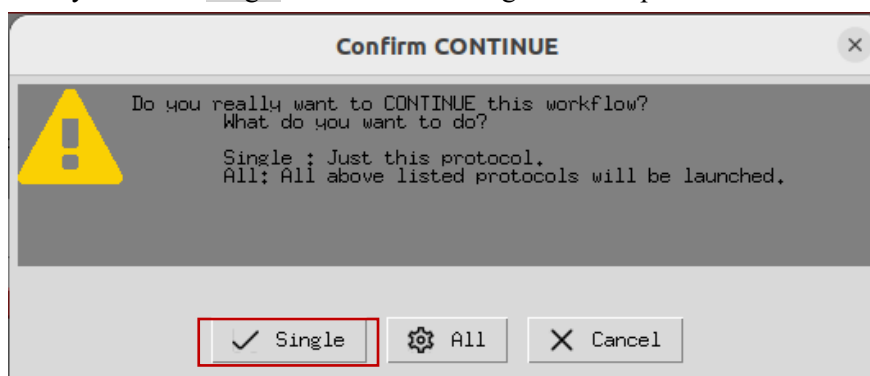 Confirm CONTINUE
Do you really want to CONTINUE this workflow?
What do you want to do?
Single : Just this protocol.
All: All above listed protocols will be launched.
Single All Cancel